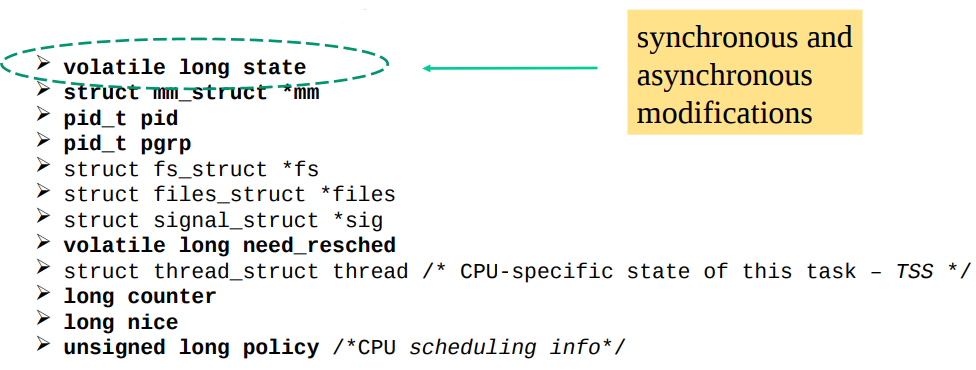 volatile long state
struct mm_struct *mm
pid_t pid
pid_t pgrp
struct fs_struct *fs
struct files_struct *files
struct signal_struct *sig
volatile long need_resched
struct thread_struct thread /* CPU-specific state of this task – TSS */
long counter
long nice
unsigned long policy /*CPU scheduling info*/
synchronous and
asynchronous
modifications